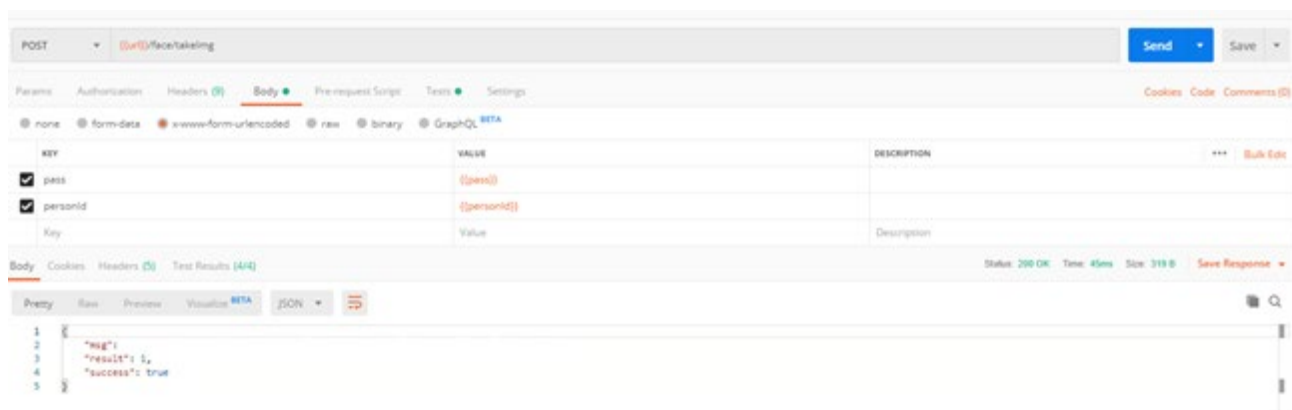 POST {{url}}/face/takeImg Send Save
Params Authorization Headers (9) Body Pre-request Script Tests Settings Cookies Code Comments (0)
none form-data x-www-form-urlencoded raw binary GraphQL BETA
KEY VALUE DESCRIPTION ••• Bulk Edit
pass {{pass}}
personId {{personId}}
Key Value Description
Body Cookies Headers (5) Test Results (4/4) Status: 200 OK Time: 45ms Size: 319 B Save Response
Pretty Raw Preview Visualize BETA JSON
1 {
2 "msg":
3 "result": 1,
4 "success": true
5 }